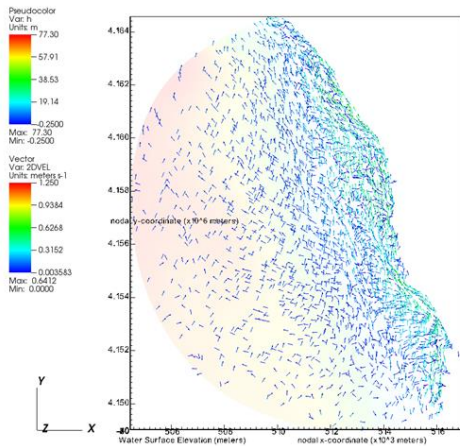 Pseudocolor
Var: h
Units: m
77.30
57.91
38.53
19.14
-0.2500
Max: 77.30
Min: -0.2500
Vector
Var: 2DVEL
Units: meters s-1
1.250
0.9384
0.6268
0.3152
0.003583
Max: 0.6412
Min: 0.0000
4.164
4.162
4.160
4.158
nodal y-coordinate (x10^6 meters)
4.156
4.154
4.152
4.150
506
508
510
512
514
516
Water Surface Elevation (meters)
nodal x-coordinate (x10^3 meters)
Y
Z
X